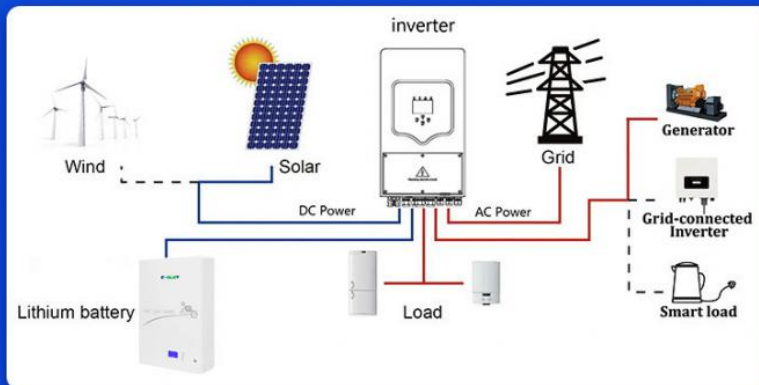 inverter
Wind
Solar
Grid
Generator
DC Power
AC Power
Grid-connected
Inverter
Lithium battery
Load
Smart load